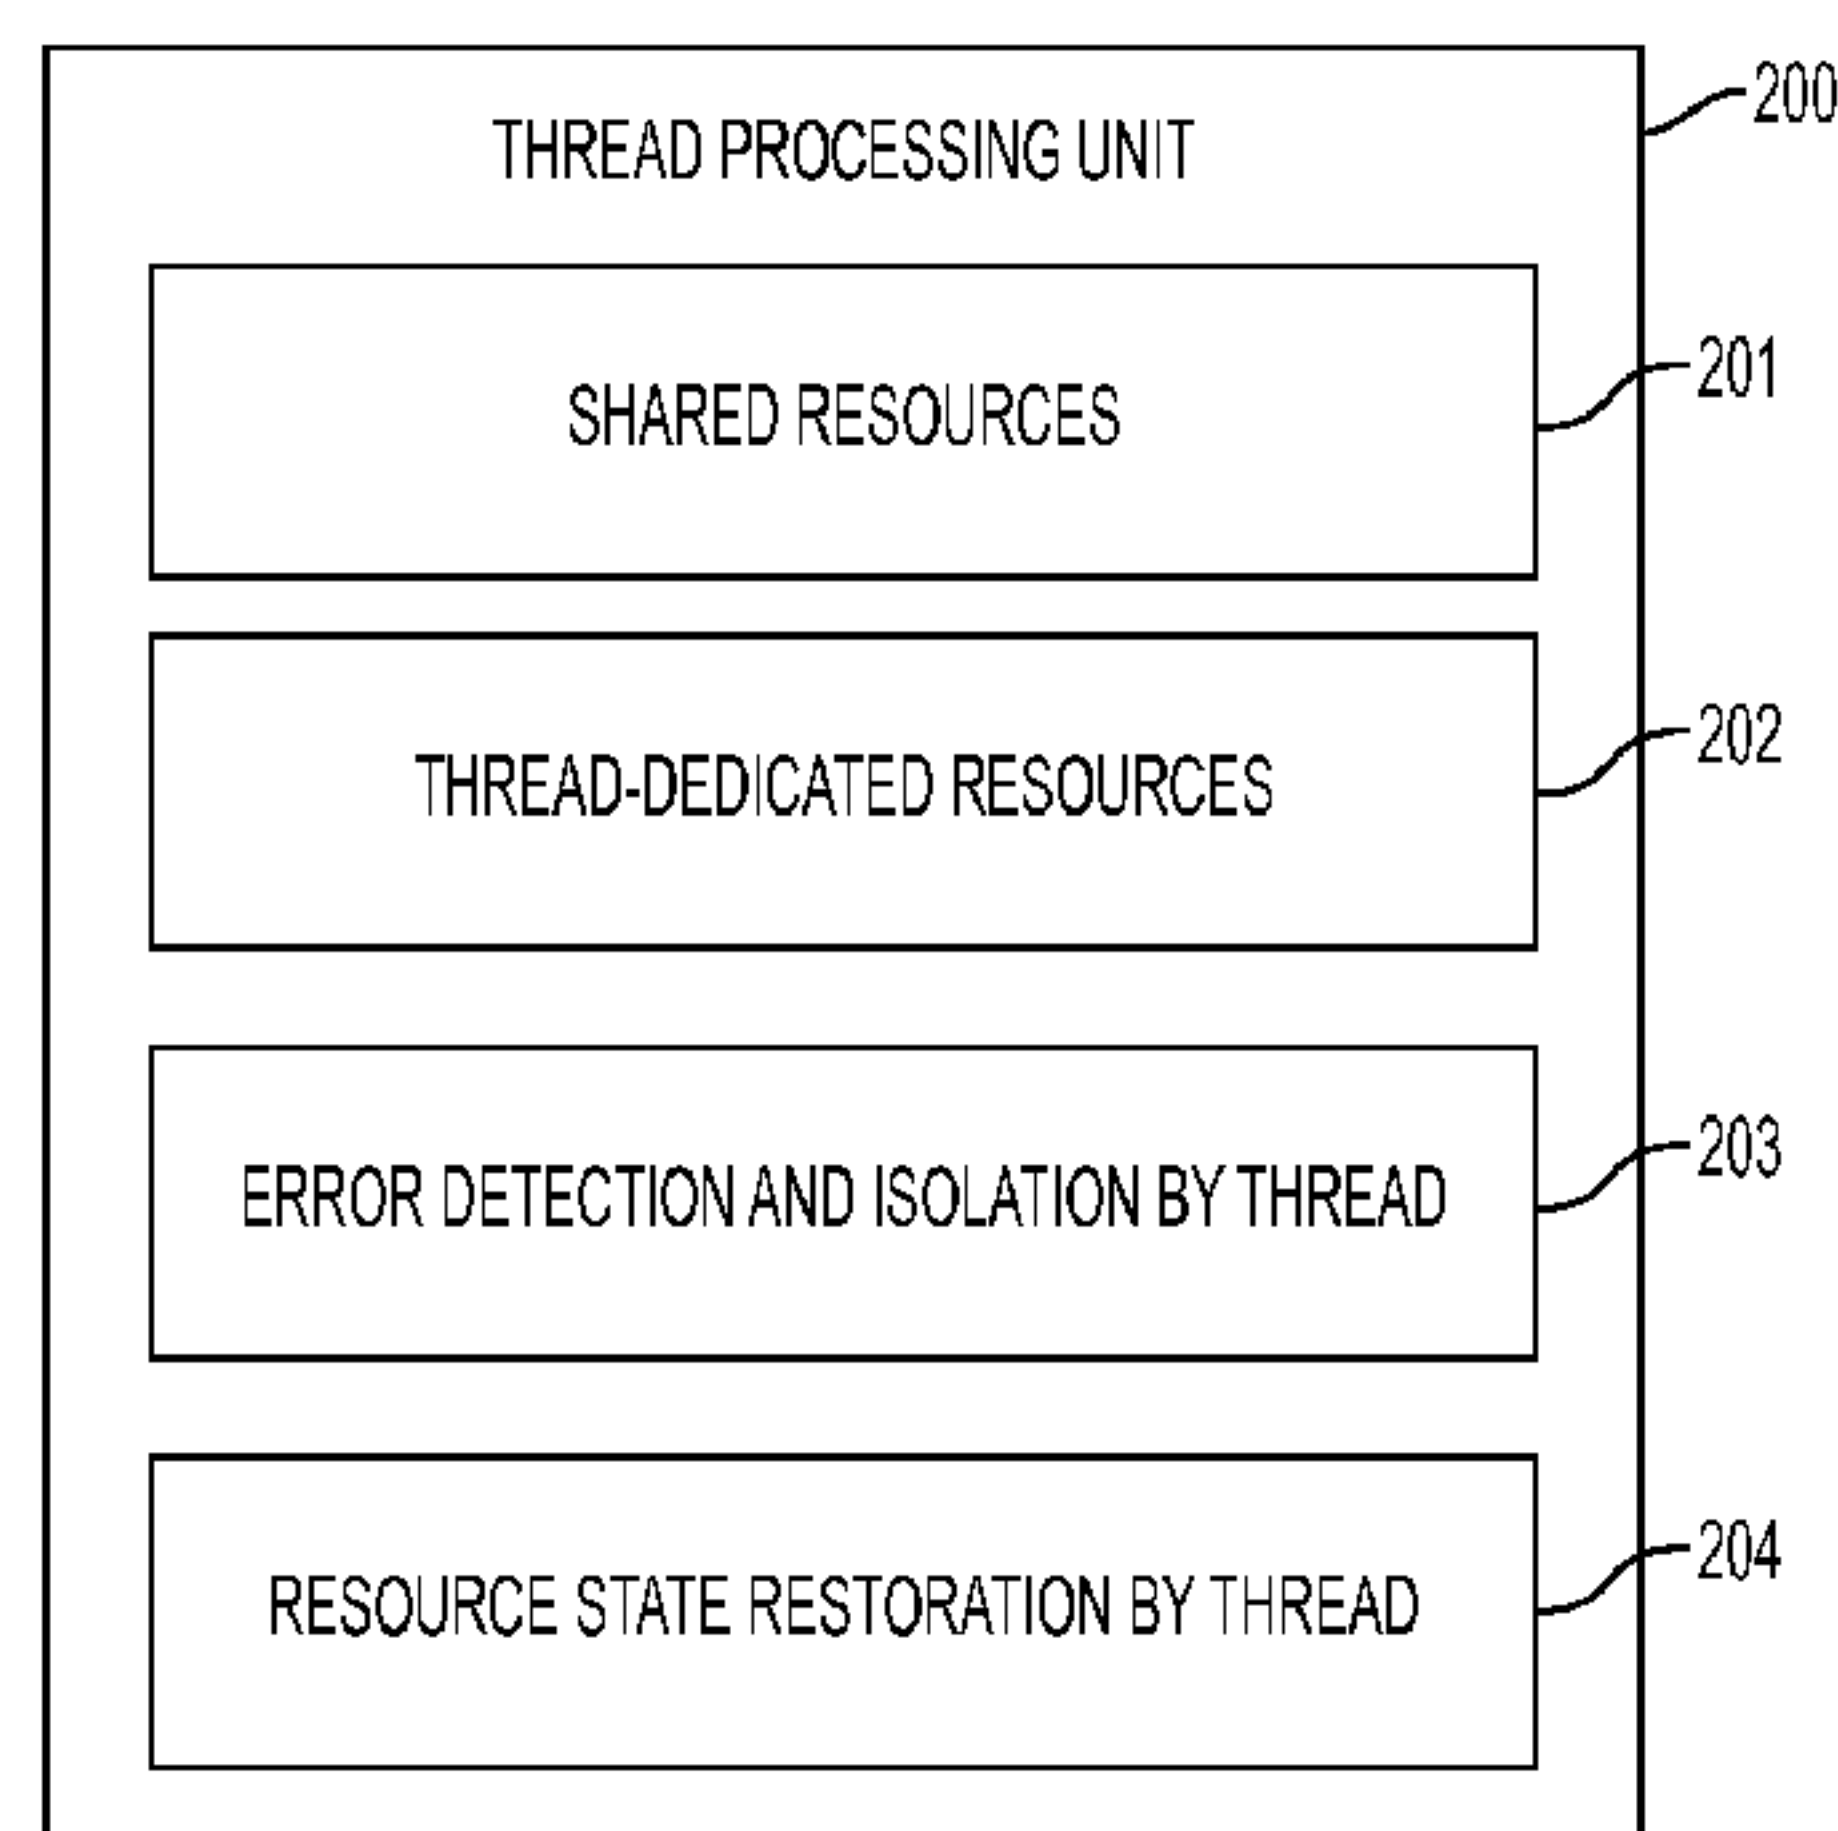 200
THREAD PROCESSING UNIT
201
SHARED RESOURCES
202
THREAD-DEDICATED RESOURCES
203
ERROR DETECTION AND ISOLATION BY THREAD
204
RESOURCE STATE RESTORATION BY THREAD